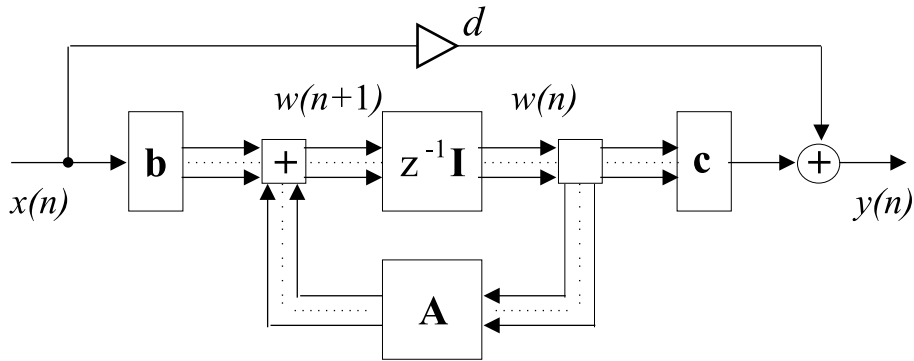 d
w(n+1) w(n)
b + z⁻¹I c +
x(n) y(n)
A